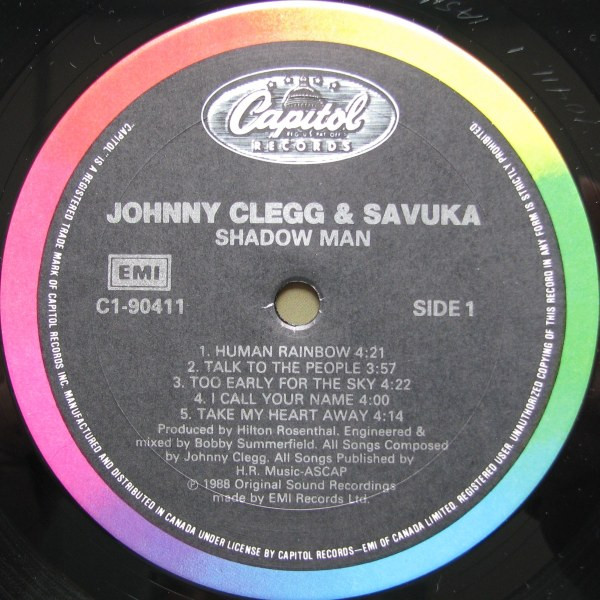 Capitol
RECORDS
JOHNNY CLEGG & SAVUKA
SHADOW MAN
EMI
C1-90411
SIDE 1
1. HUMAN RAINBOW 4:21
2. TALK TO THE PEOPLE 3:57
3. TOO EARLY FOR THE SKY 4:22
4. I CALL YOUR NAME 4:00
5. TAKE MY HEART AWAY 4:14
Produced by Hilton Rosenthal. Engineered &
mixed by Bobby Summerfield. All Songs Composed
by Johnny Clegg. All Songs Published by
H.R. Music-ASCAP
℗ 1988 Original Sound Recordings
made by EMI Records Ltd.
"CAPITOL" IS A REGISTERED TRADE MARK OF CAPITOL RECORDS INC. MANUFACTURED AND DISTRIBUTED IN CANADA UNDER LICENSE BY CAPITOL RECORDS—EMI OF CANADA LIMITED. REGISTERED USER. UNAUTHORIZED COPYING OF THIS RECORD IN ANY FORM IS STRICTLY PROHIBITED.